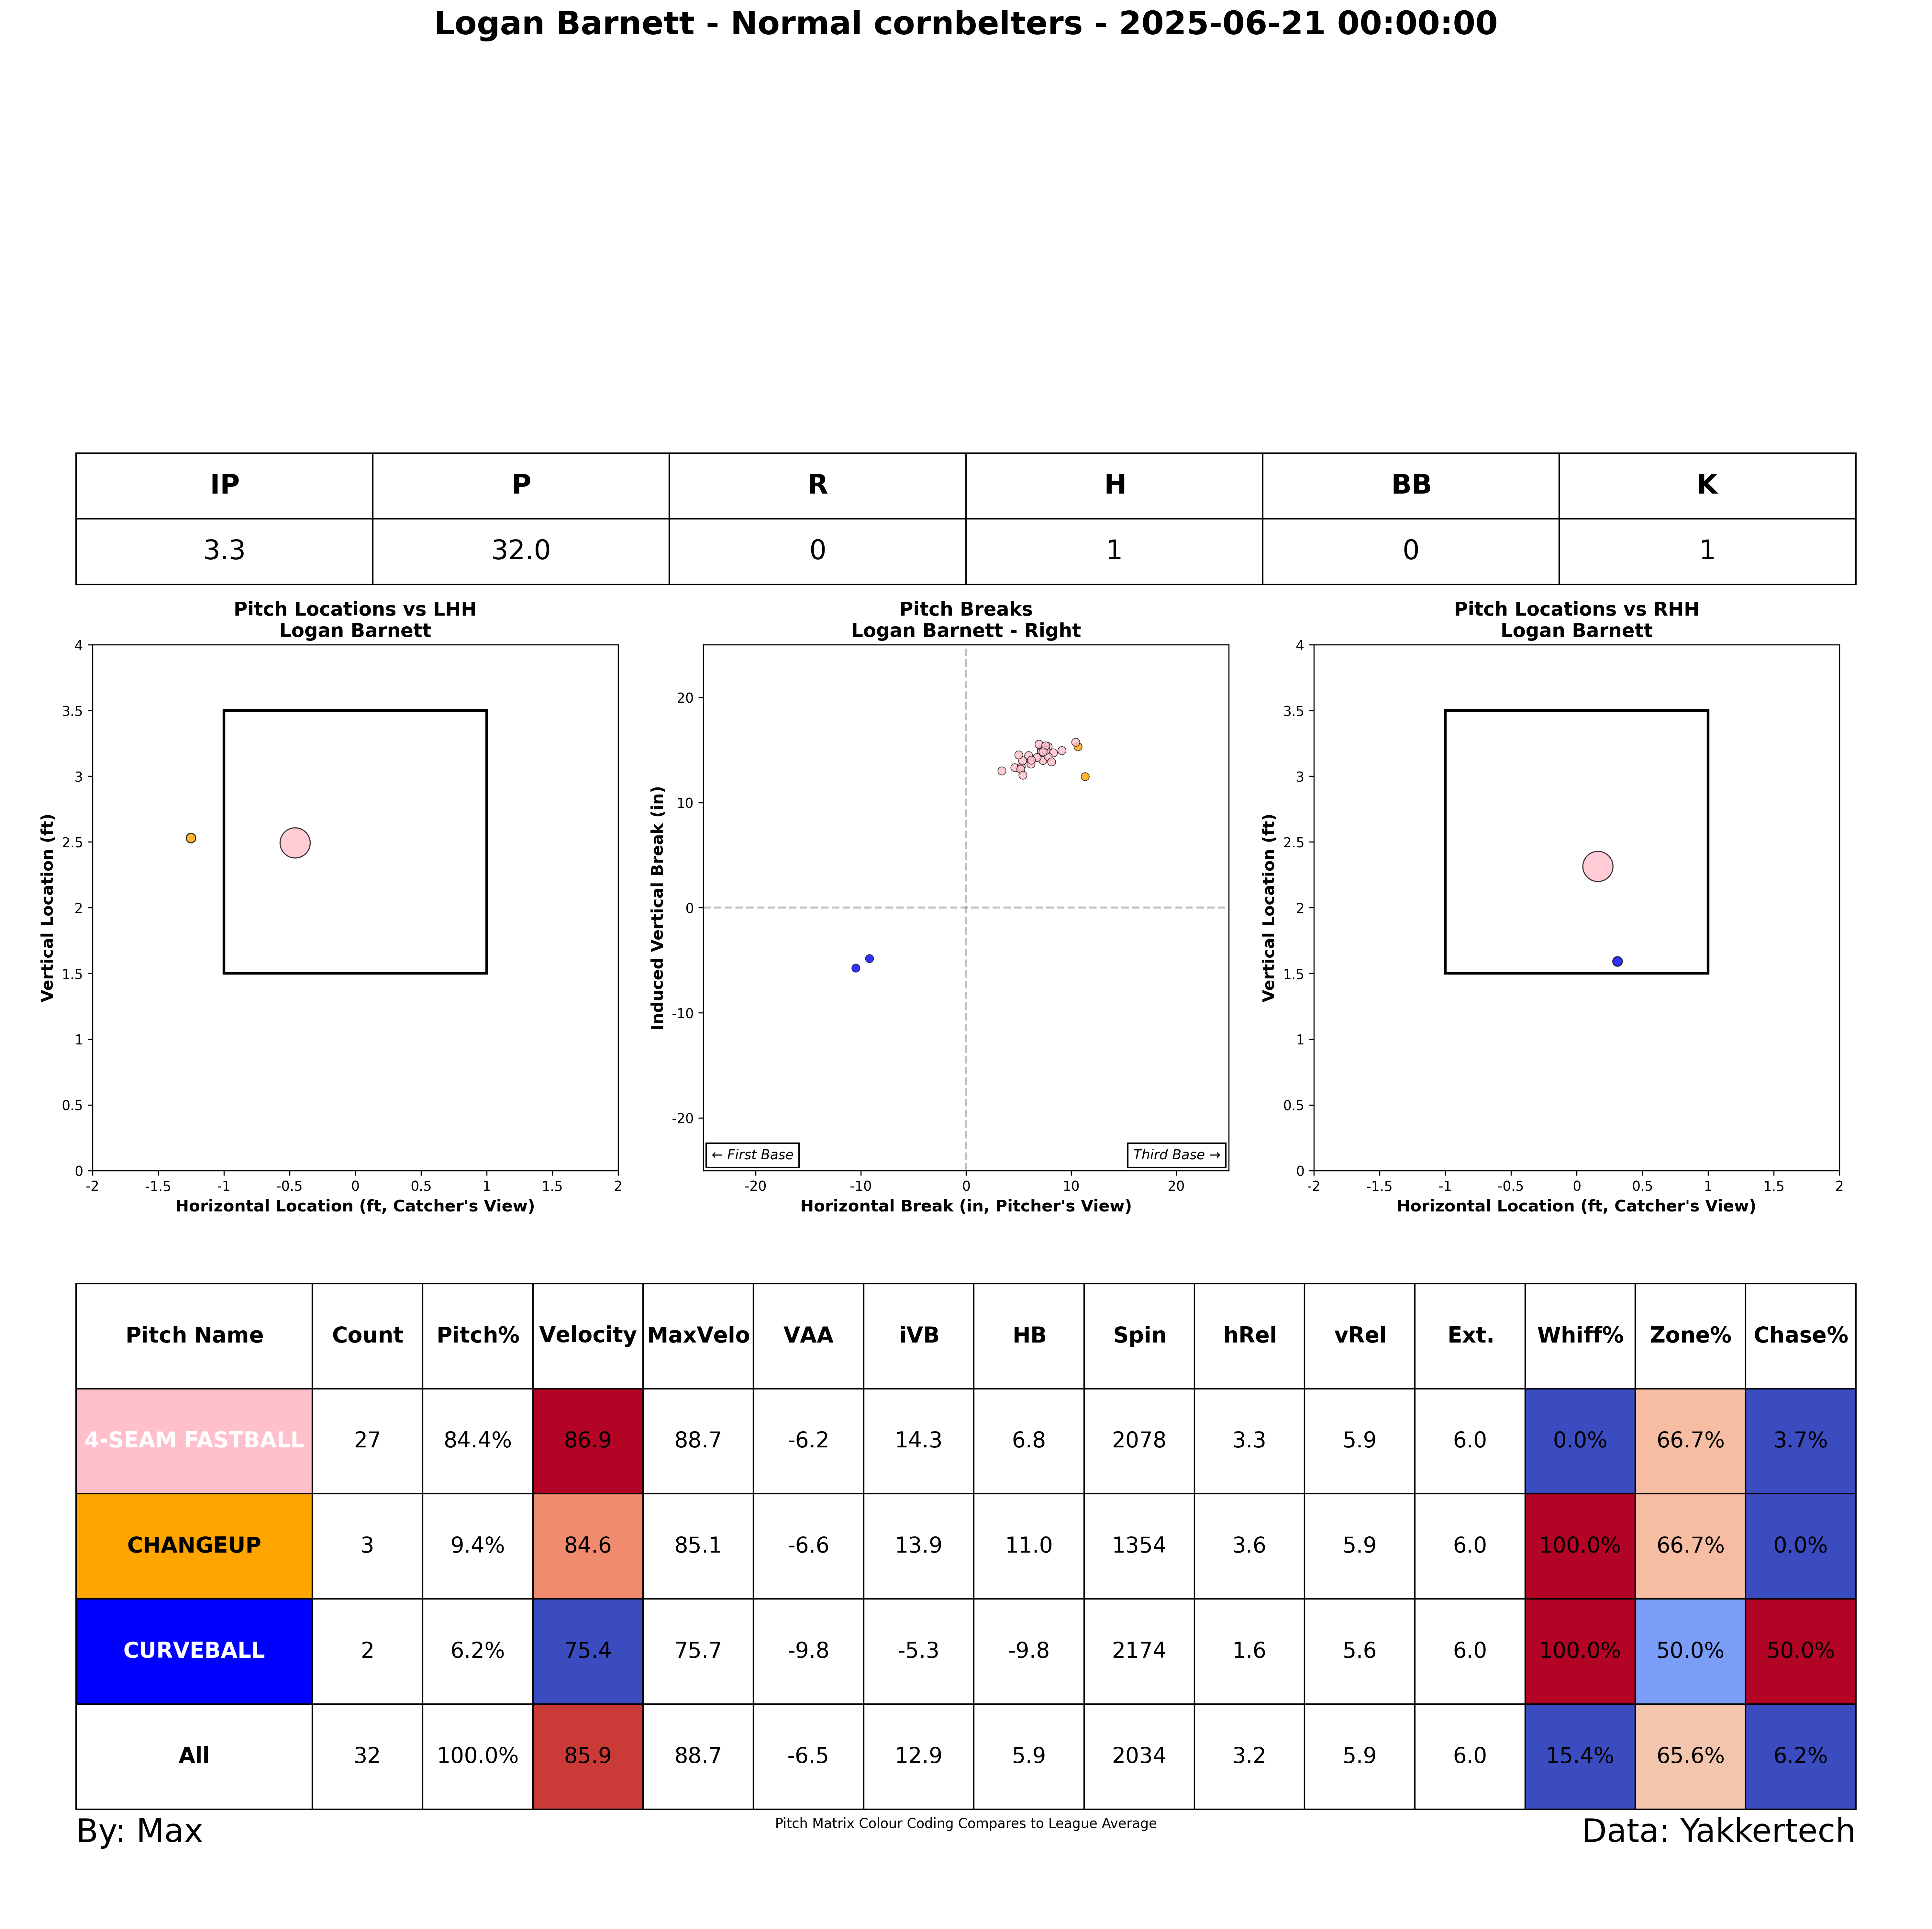 Logan Barnett - Normal cornbelters - 2025-06-21 00:00:00
IP P R H BB K
3.3 32.0 0 1 0 1
Pitch Locations vs LHH
Logan Barnett
4
3.5
3
2.5
2
1.5
1
0.5
0
-2 -1.5 -1 -0.5 0 0.5 1 1.5 2
Vertical Location (ft)
Horizontal Location (ft, Catcher's View)
Pitch Breaks
Logan Barnett - Right
20
10
0
-10
-20
← First Base
Third Base →
-20 -10 0 10 20
Induced Vertical Break (in)
Horizontal Break (in, Pitcher's View)
Pitch Locations vs RHH
Logan Barnett
4
3.5
3
2.5
2
1.5
1
0.5
0
-2 -1.5 -1 -0.5 0 0.5 1 1.5 2
Vertical Location (ft)
Horizontal Location (ft, Catcher's View)
Pitch Name Count Pitch% Velocity MaxVelo VAA iVB HB Spin hRel vRel Ext. Whiff% Zone% Chase%
4-SEAM FASTBALL 27 84.4% 86.9 88.7 -6.2 14.3 6.8 2078 3.3 5.9 6.0 0.0% 66.7% 3.7%
CHANGEUP 3 9.4% 84.6 85.1 -6.6 13.9 11.0 1354 3.6 5.9 6.0 100.0% 66.7% 0.0%
CURVEBALL 2 6.2% 75.4 75.7 -9.8 -5.3 -9.8 2174 1.6 5.6 6.0 100.0% 50.0% 50.0%
All 32 100.0% 85.9 88.7 -6.5 12.9 5.9 2034 3.2 5.9 6.0 15.4% 65.6% 6.2%
By: Max
Pitch Matrix Colour Coding Compares to League Average
Data: Yakkertech